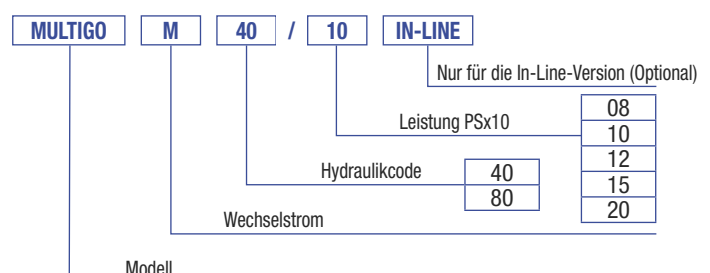 MULTIGO M 40 / 10 IN-LINE
Nur für die In-Line-Version (Optional)
Leistung PSx10
08
10
12
15
20
Hydraulikcode
40
80
Wechselstrom
Modell